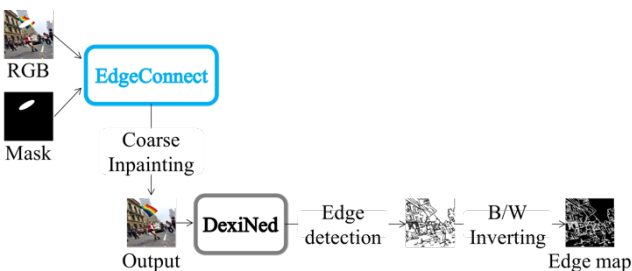 RGB
EdgeConnect
Mask
Coarse
Inpainting
Output
DexiNed
Edge
detection
B/W
Inverting
Edge map